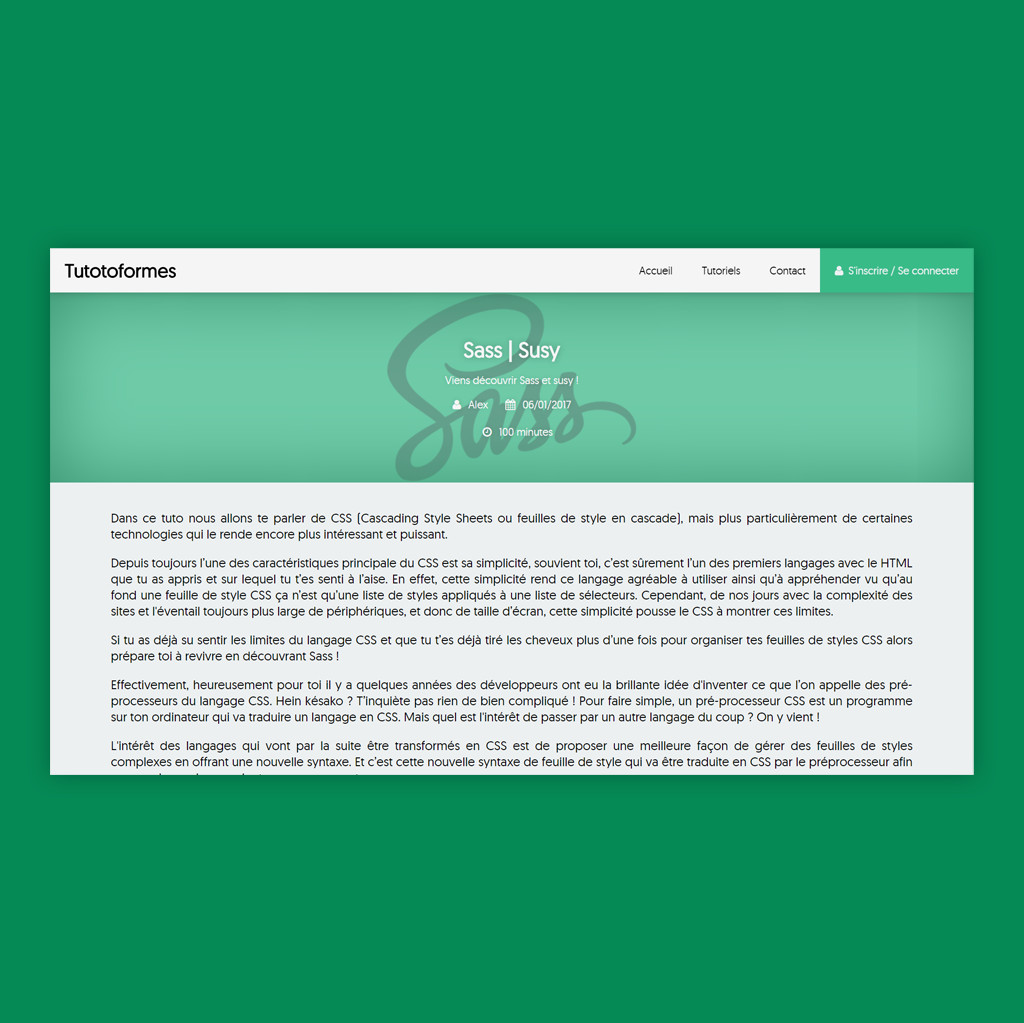 Tutotoformes
Accueil Tutoriels Contact S'inscrire / Se connecter
Sass
Sass | Susy
Viens découvrir Sass et susy !
Alex 06/01/2017
100 minutes
Dans ce tuto nous allons te parler de CSS (Cascading Style Sheets ou feuilles de style en cascade), mais plus particulièrement de certaines
technologies qui le rende encore plus intéressant et puissant.
Depuis toujours l’une des caractéristiques principale du CSS est sa simplicité, souvient toi, c’est sûrement l’un des premiers langages avec le HTML
que tu as appris et sur lequel tu t’es senti à l’aise. En effet, cette simplicité rend ce langage agréable à utiliser ainsi qu’à appréhender vu qu’au
fond une feuille de style CSS ça n’est qu’une liste de styles appliqués à une liste de sélecteurs. Cependant, de nos jours avec la complexité des
sites et l'éventail toujours plus large de périphériques, et donc de taille d’écran, cette simplicité pousse le CSS à montrer ces limites.
Si tu as déjà su sentir les limites du langage CSS et que tu t’es déjà tiré les cheveux plus d’une fois pour organiser tes feuilles de styles CSS alors
prépare toi à revivre en découvrant Sass !
Effectivement, heureusement pour toi il y a quelques années des développeurs ont eu la brillante idée d'inventer ce que l’on appelle des pré-
processeurs du langage CSS. Hein késako ? T’inquiète pas rien de bien compliqué ! Pour faire simple, un pré-processeur CSS est un programme
sur ton ordinateur qui va traduire un langage en CSS. Mais quel est l'intérêt de passer par un autre langage du coup ? On y vient !
L'intérêt des langages qui vont par la suite être transformés en CSS est de proposer une meilleure façon de gérer des feuilles de styles
complexes en offrant une nouvelle syntaxe. Et c’est cette nouvelle syntaxe de feuille de style qui va être traduite en CSS par le préprocesseur afin